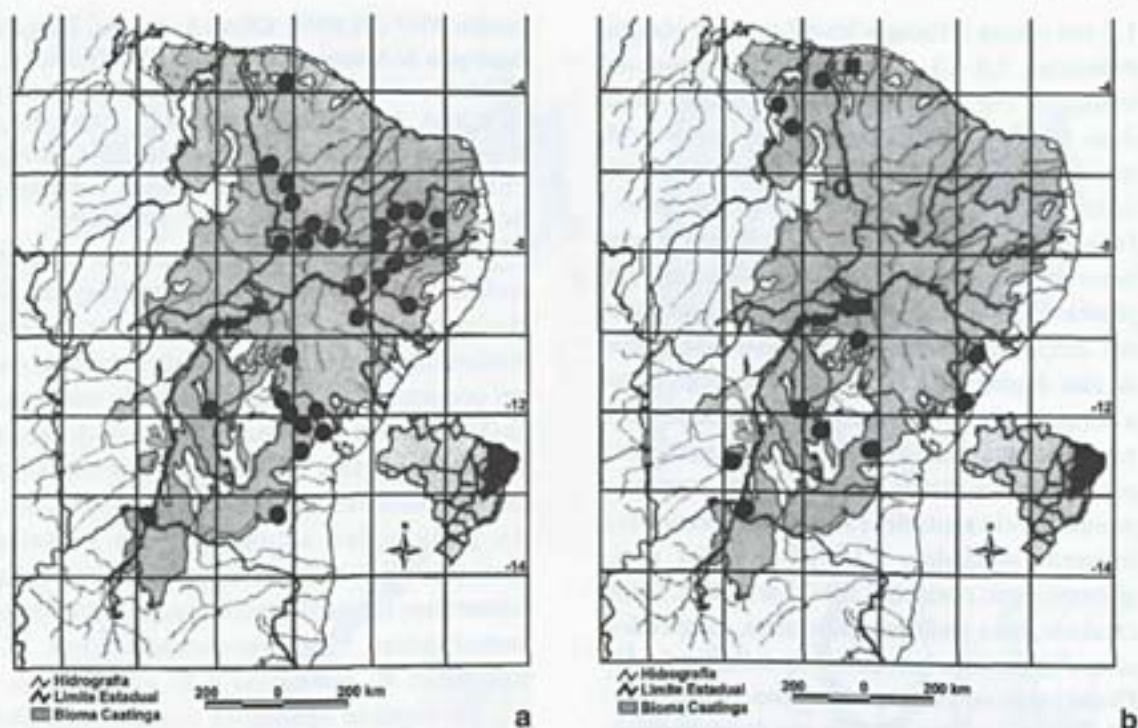 -4
-8
-12
-14
Hidrografia
Limite Estadual
Bioma Caatinga
200 0 200 km
a
-4
-8
-12
-14
Hidrografia
Limite Estadual
Bioma Caatinga
200 0 200 km
b